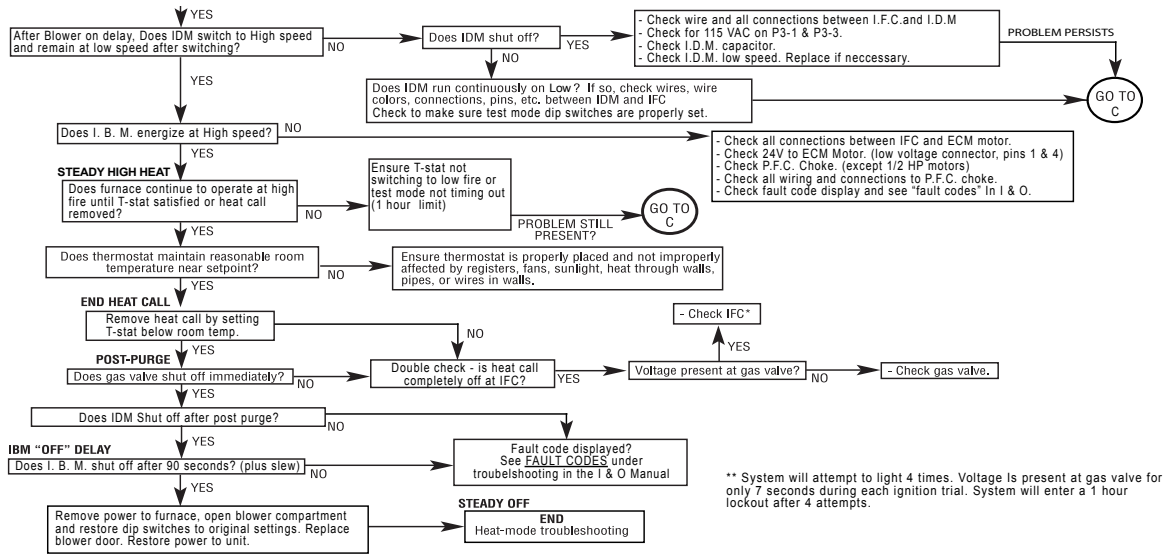 YES
After Blower on delay, Does IDM switch to High speed
and remain at low speed after switching?
NO
Does IDM shut off?
YES
- Check wire and all connections between I.F.C.and I.D.M
- Check for 115 VAC on P3-1 & P3-3.
- Check I.D.M. capacitor.
- Check I.D.M. low speed. Replace if neccessary.
PROBLEM PERSISTS
NO
YES
Does IDM run continuously on Low? If so, check wires, wire
colors, connections, pins, etc. between IDM and IFC
Check to make sure test mode dip switches are properly set.
GO TO
C
Does I. B. M. energize at High speed?
NO
- Check all connections between IFC and ECM motor.
- Check 24V to ECM Motor. (low voltage connector, pins 1 & 4)
- Check P.F.C. Choke. (except 1/2 HP motors)
- Check all wiring and connections to P.F.C. choke.
- Check fault code display and see "fault codes" In I & O.
YES
STEADY HIGH HEAT
Does furnace continue to operate at high
fire until T-stat satisfied or heat call
removed?
NO
Ensure T-stat not
switching to low fire or
test mode not timing out
(1 hour limit)
PROBLEM STILL
PRESENT?
GO TO
C
YES
Does thermostat maintain reasonable room
temperature near setpoint?
NO
Ensure thermostat is properly placed and not improperly
affected by registers, fans, sunlight, heat through walls,
pipes, or wires in walls.
YES
END HEAT CALL
Remove heat call by setting
T-stat below room temp.
NO
YES
POST-PURGE
Does gas valve shut off immediately?
NO
Double check - is heat call
completely off at IFC?
YES
Voltage present at gas valve?
YES
- Check IFC*
NO
- Check gas valve.
YES
Does IDM Shut off after post purge?
NO
YES
IBM "OFF" DELAY
Does I. B. M. shut off after 90 seconds? (plus slew)
NO
Fault code displayed?
See FAULT CODES under
troubelshooting in the I & O Manual
YES
Remove power to furnace, open blower compartment
and restore dip switches to original settings. Replace
blower door. Restore power to unit.
STEADY OFF
END
Heat-mode troubleshooting
** System will attempt to light 4 times. Voltage Is present at gas valve for
only 7 seconds during each ignition trial. System will enter a 1 hour
lockout after 4 attempts.